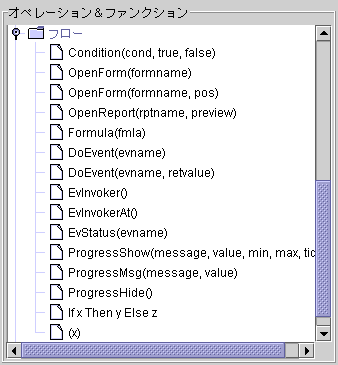 オペレーション＆ファンクション
フロー
Condition(cond, true, false)
OpenForm(formname)
OpenForm(formname, pos)
OpenReport(rptname, preview)
Formula(fmla)
DoEvent(evname)
DoEvent(evname, retvalue)
EvInvoker()
EvInvokerAt()
EvStatus(evname)
ProgressShow(message, value, min, max, tic
ProgressMsg(message, value)
ProgressHide()
If x Then y Else z
(x)